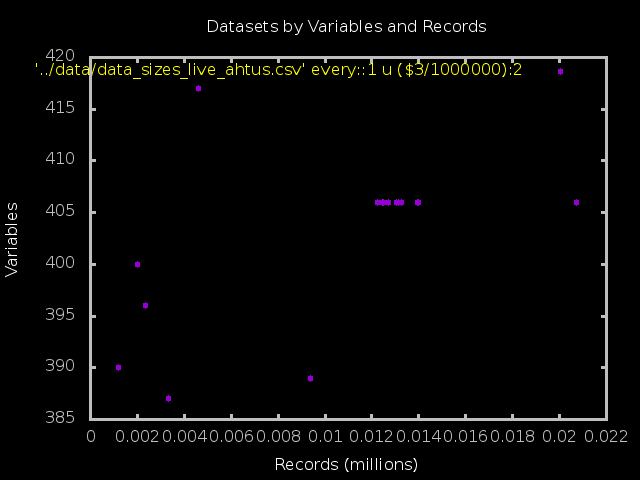 Datasets by Variables and Records
420
'../data/data_sizes_live_ahtus.csv' every::1 u ($3/1000000):2
415
410
405
400
395
390
385
Variables
0 0.002 0.004 0.006 0.008 0.01 0.012 0.014 0.016 0.018 0.02 0.022
Records (millions)